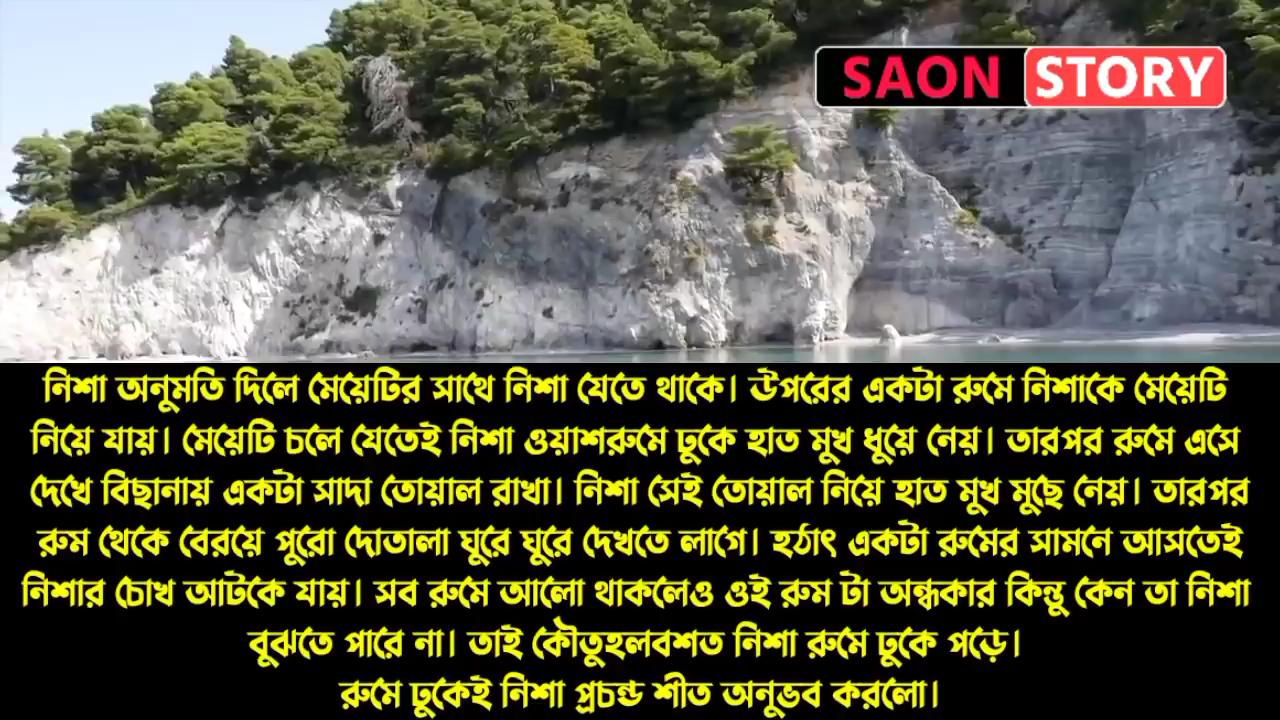 SAON STORY
নিশা অনুমতি দিলে মেয়েটির সাথে নিশা যেতে থাকে। উপরের একটা রুমে নিশাকে মেয়েটি
নিয়ে যায়। মেয়েটি চলে যেতেই নিশা ওয়াশরুমে ঢুকে হাত মুখ ধুয়ে নেয়। তারপর রুমে এসে
দেখে বিছানায় একটা সাদা তোয়াল রাখা। নিশা সেই তোয়াল নিয়ে হাত মুখ মুছে নেয়। তারপর
রুম থেকে বেরয়ে পুরো দোতালা ঘুরে ঘুরে দেখতে লাগে। হঠাৎ একটা রুমের সামনে আসতেই
নিশার চোখ আটকে যায়। সব রুমে আলো থাকলেও ওই রুম টা অন্ধকার কিন্তু কেন তা নিশা
বুঝতে পারে না। তাই কৌতুহলবশত নিশা রুমে ঢুকে পড়ে।
রুমে ঢুকেই নিশা প্রচন্ড শীত অনুভব করলো।